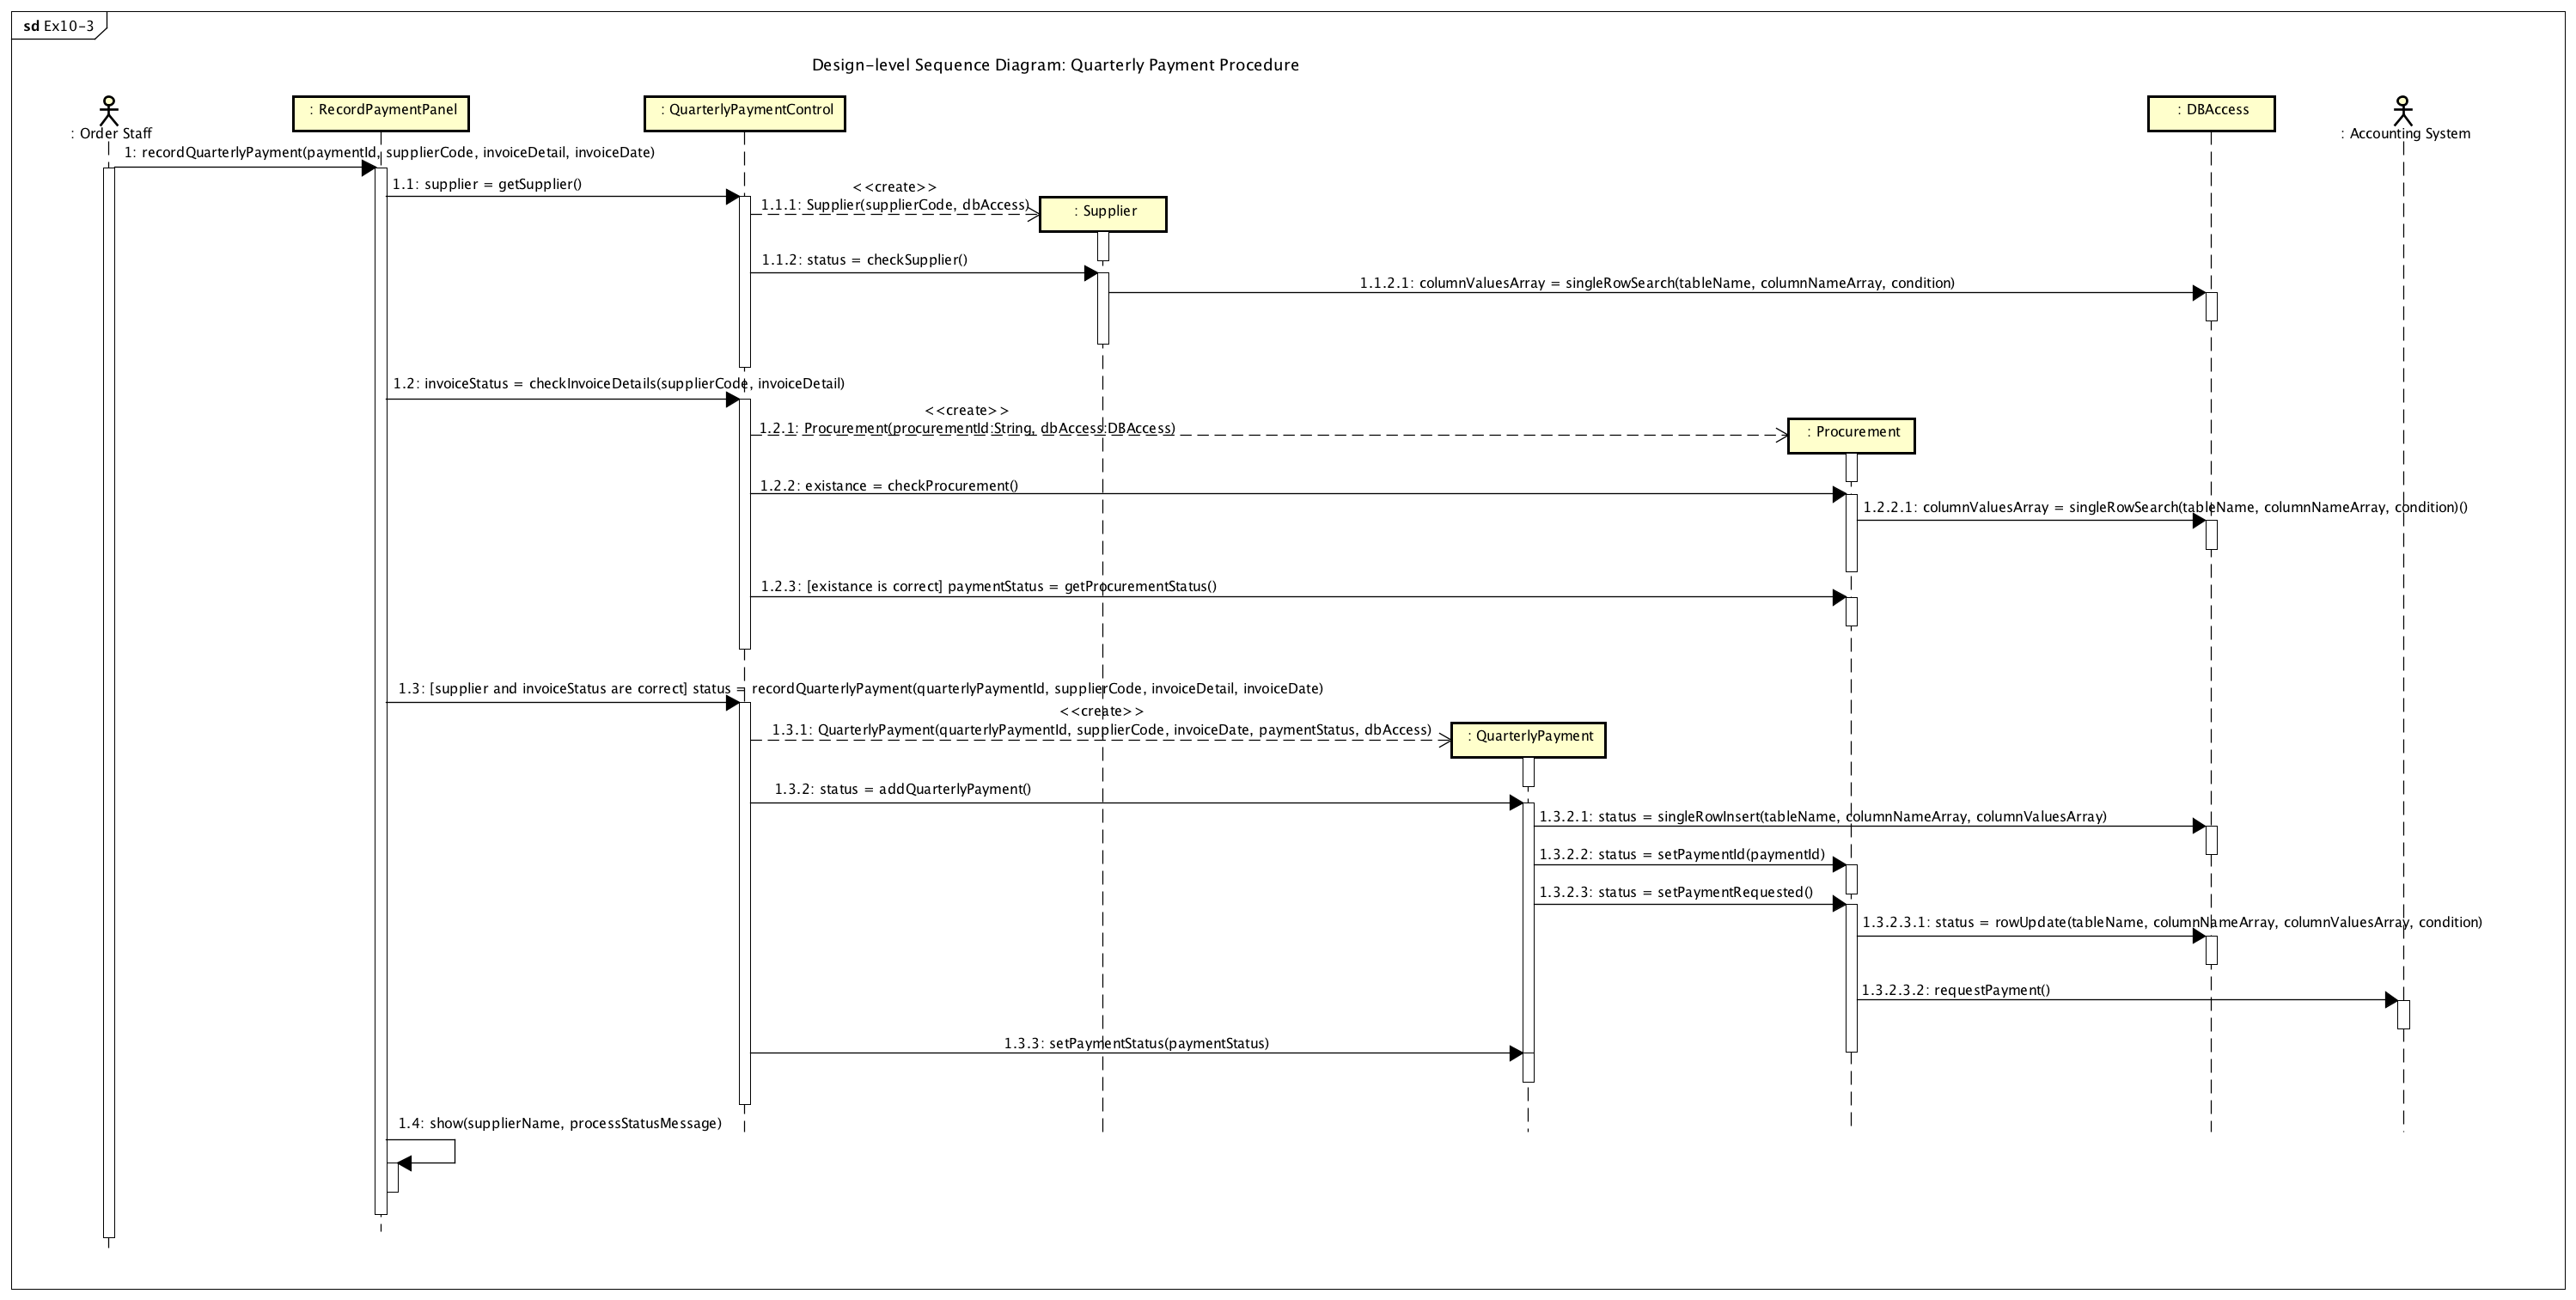 sd Ex10-3
Design-level Sequence Diagram: Quarterly Payment Procedure
: Order Staff
: RecordPaymentPanel
: QuarterlyPaymentControl
: DBAccess
: Accounting System
1: recordQuarterlyPayment(paymentId, supplierCode, invoiceDetail, invoiceDate)
1.1: supplier = getSupplier()
<<create>>
1.1.1: Supplier(supplierCode, dbAccess)
: Supplier
1.1.2: status = checkSupplier()
1.1.2.1: columnValuesArray = singleRowSearch(tableName, columnNameArray, condition)
1.2: invoiceStatus = checkInvoiceDetails(supplierCode, invoiceDetail)
<<create>>
1.2.1: Procurement(procurementId:String, dbAccess:DBAccess)
: Procurement
1.2.2: existance = checkProcurement()
1.2.2.1: columnValuesArray = singleRowSearch(tableName, columnNameArray, condition)()
1.2.3: [existance is correct] paymentStatus = getProcurementStatus()
1.3: [supplier and invoiceStatus are correct] status = recordQuarterlyPayment(quarterlyPaymentId, supplierCode, invoiceDetail, invoiceDate)
<<create>>
1.3.1: QuarterlyPayment(quarterlyPaymentId, supplierCode, invoiceDate, paymentStatus, dbAccess)
: QuarterlyPayment
1.3.2: status = addQuarterlyPayment()
1.3.2.1: status = singleRowInsert(tableName, columnNameArray, columnValuesArray)
1.3.2.2: status = setPaymentId(paymentId)
1.3.2.3: status = setPaymentRequested()
1.3.2.3.1: status = rowUpdate(tableName, columnNameArray, columnValuesArray, condition)
1.3.2.3.2: requestPayment()
1.3.3: setPaymentStatus(paymentStatus)
1.4: show(supplierName, processStatusMessage)